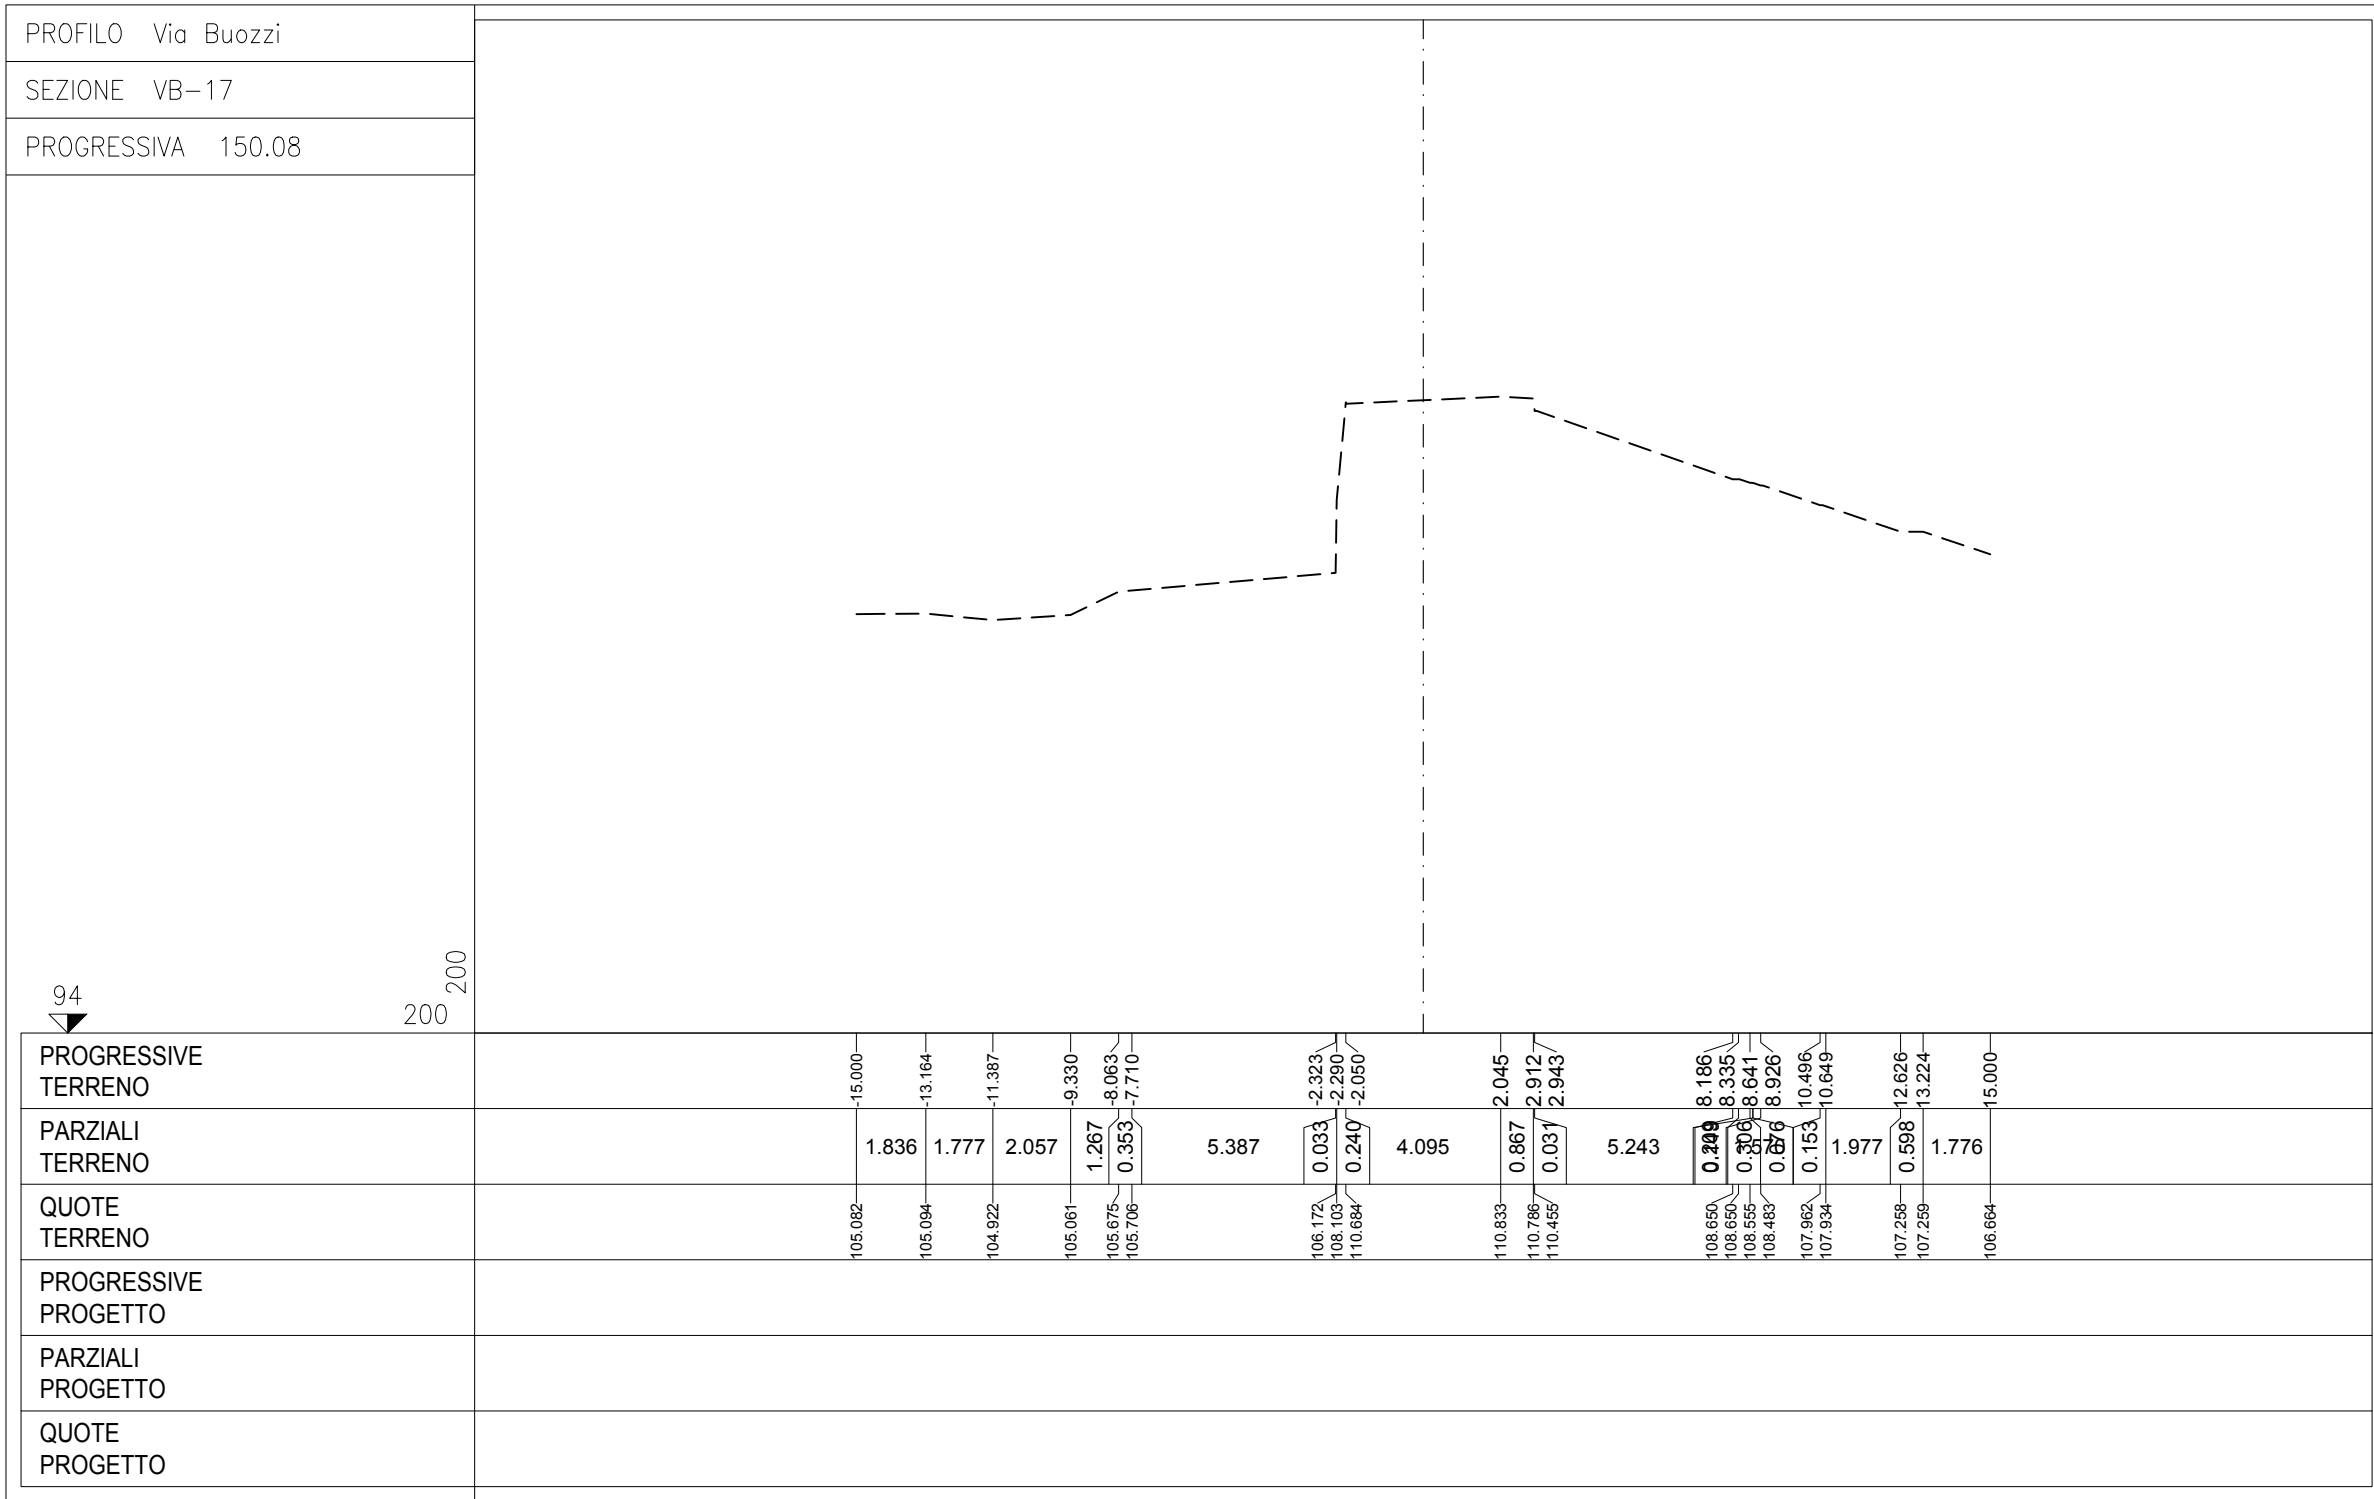 PROFILO Via Buozzi
SEZIONE VB-17
PROGRESSIVA 150.08
200
94
200
PROGRESSIVE
TERRENO
-15.000 -13.164 -11.387 -9.330 -8.063 -7.710 -2.323 -2.290 -2.050 2.045 2.912 2.943 8.186 8.335 8.641 8.926 10.496 10.649 12.626 13.224 15.000
PARZIALI
TERRENO
1.836 1.777 2.057 1.267 0.353 5.387 0.033 0.240 4.095 0.867 0.031 5.243 0.306 0.153 1.977 0.598 1.776
QUOTE
TERRENO
105.082 105.094 104.922 105.061 105.675 105.706 106.172 108.103 110.684 110.833 110.786 110.455 108.650 108.650 108.555 108.483 107.962 107.934 107.258 107.259 106.664
PROGRESSIVE
PROGETTO
PARZIALI
PROGETTO
QUOTE
PROGETTO